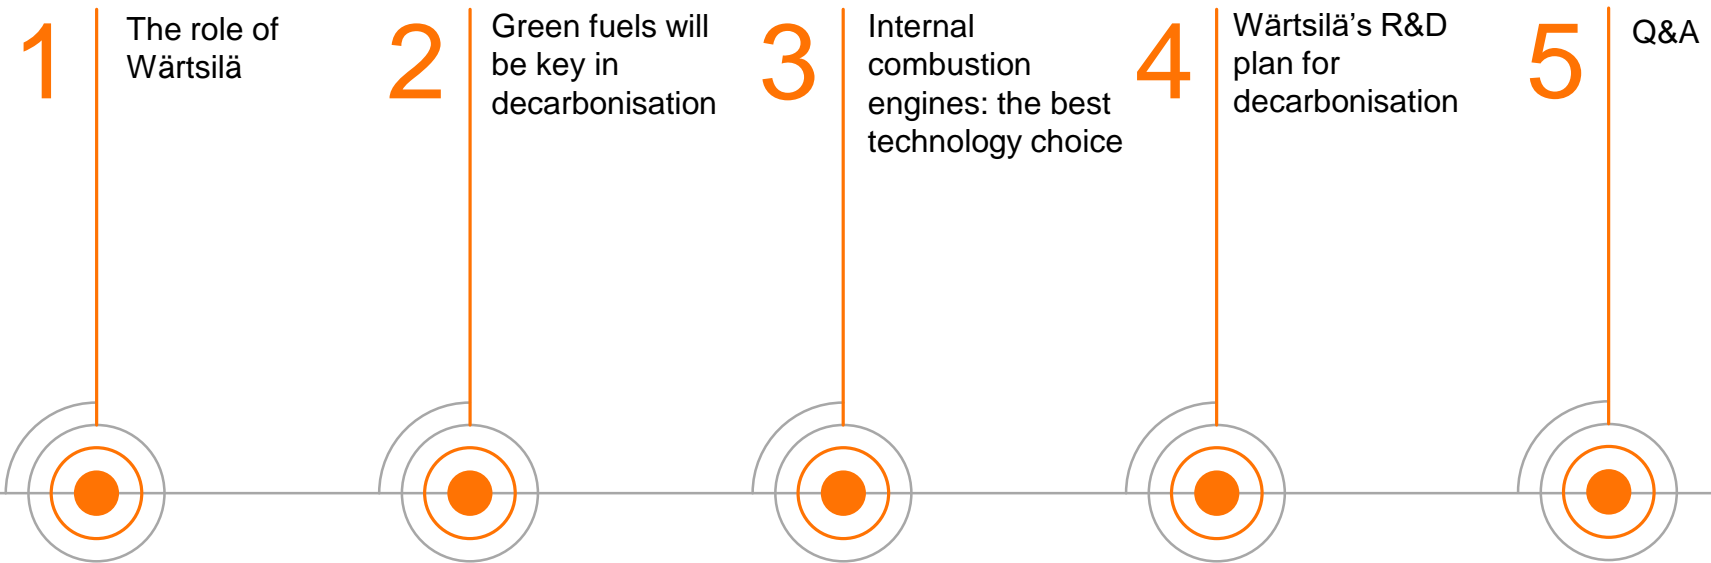 1
The role of
Wärtsilä
2
Green fuels will
be key in
decarbonisation
3
Internal
combustion
engines: the best
technology choice
4
Wärtsilä’s R&D
plan for
decarbonisation
5
Q&A